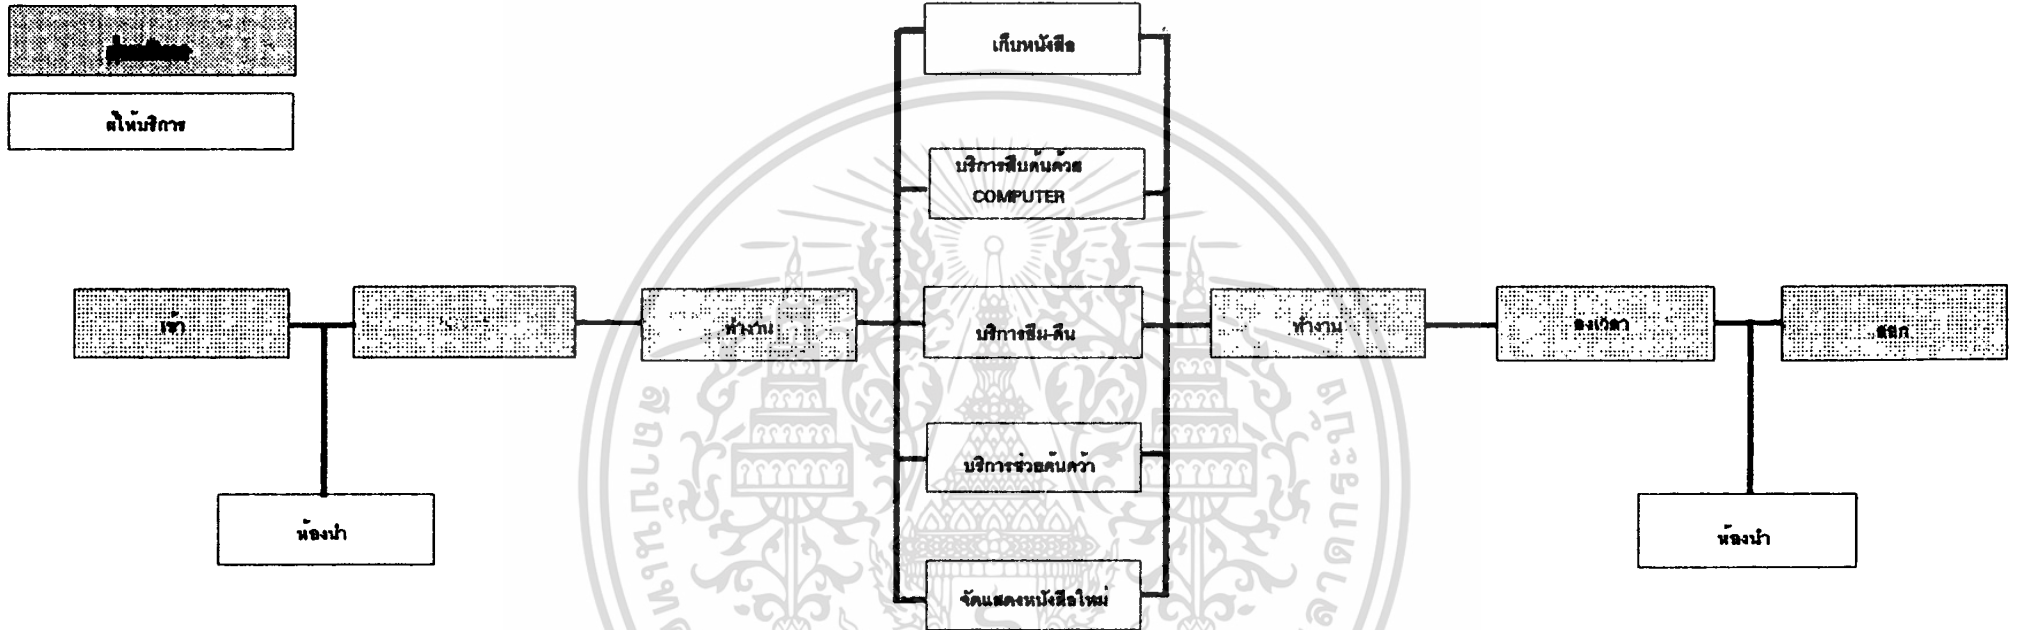 ผู้ให้บริการ
เก็บหนังสือ
บริการสืบค้นด้วย
COMPUTER
เข้า
ทำงาน
บริการยืม-คืน
ทำงาน
ลงเวลา
ออก
บริการช่วยค้นคว้า
ห้องน้ำ
ห้องน้ำ
จัดแสดงหนังสือใหม่